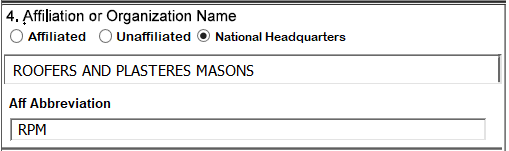 4. Affiliation or Organization Name
Affiliated Unaffiliated National Headquarters
ROOFERS AND PLASTERES MASONS
Aff Abbreviation
RPM